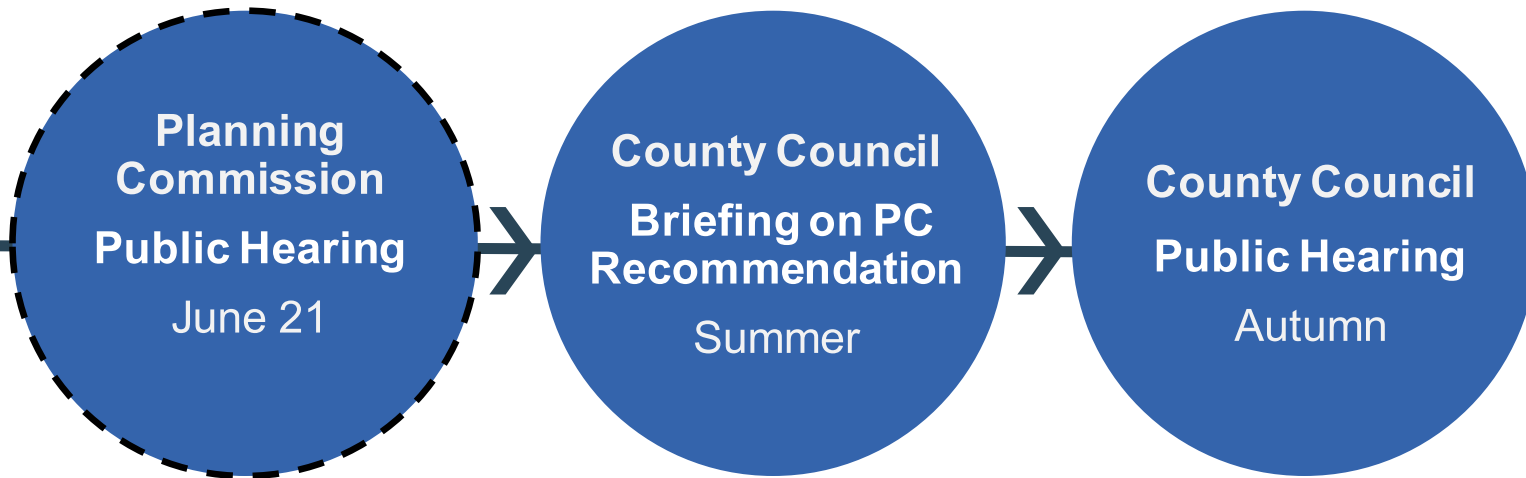 Planning
Commission
Public Hearing
June 21
County Council
Briefing on PC
Recommendation
Summer
County Council
Public Hearing
Autumn